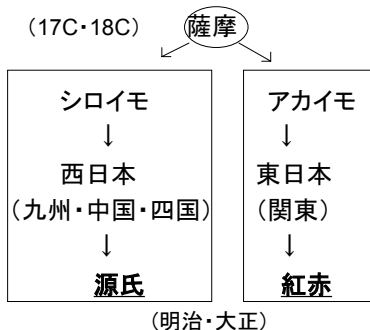 (17C・18C)
薩摩
シロイモ
↓
西日本
(九州・中国・四国)
↓
源氏
アカイモ
↓
東日本
(関東)
↓
紅赤
(明治・大正)